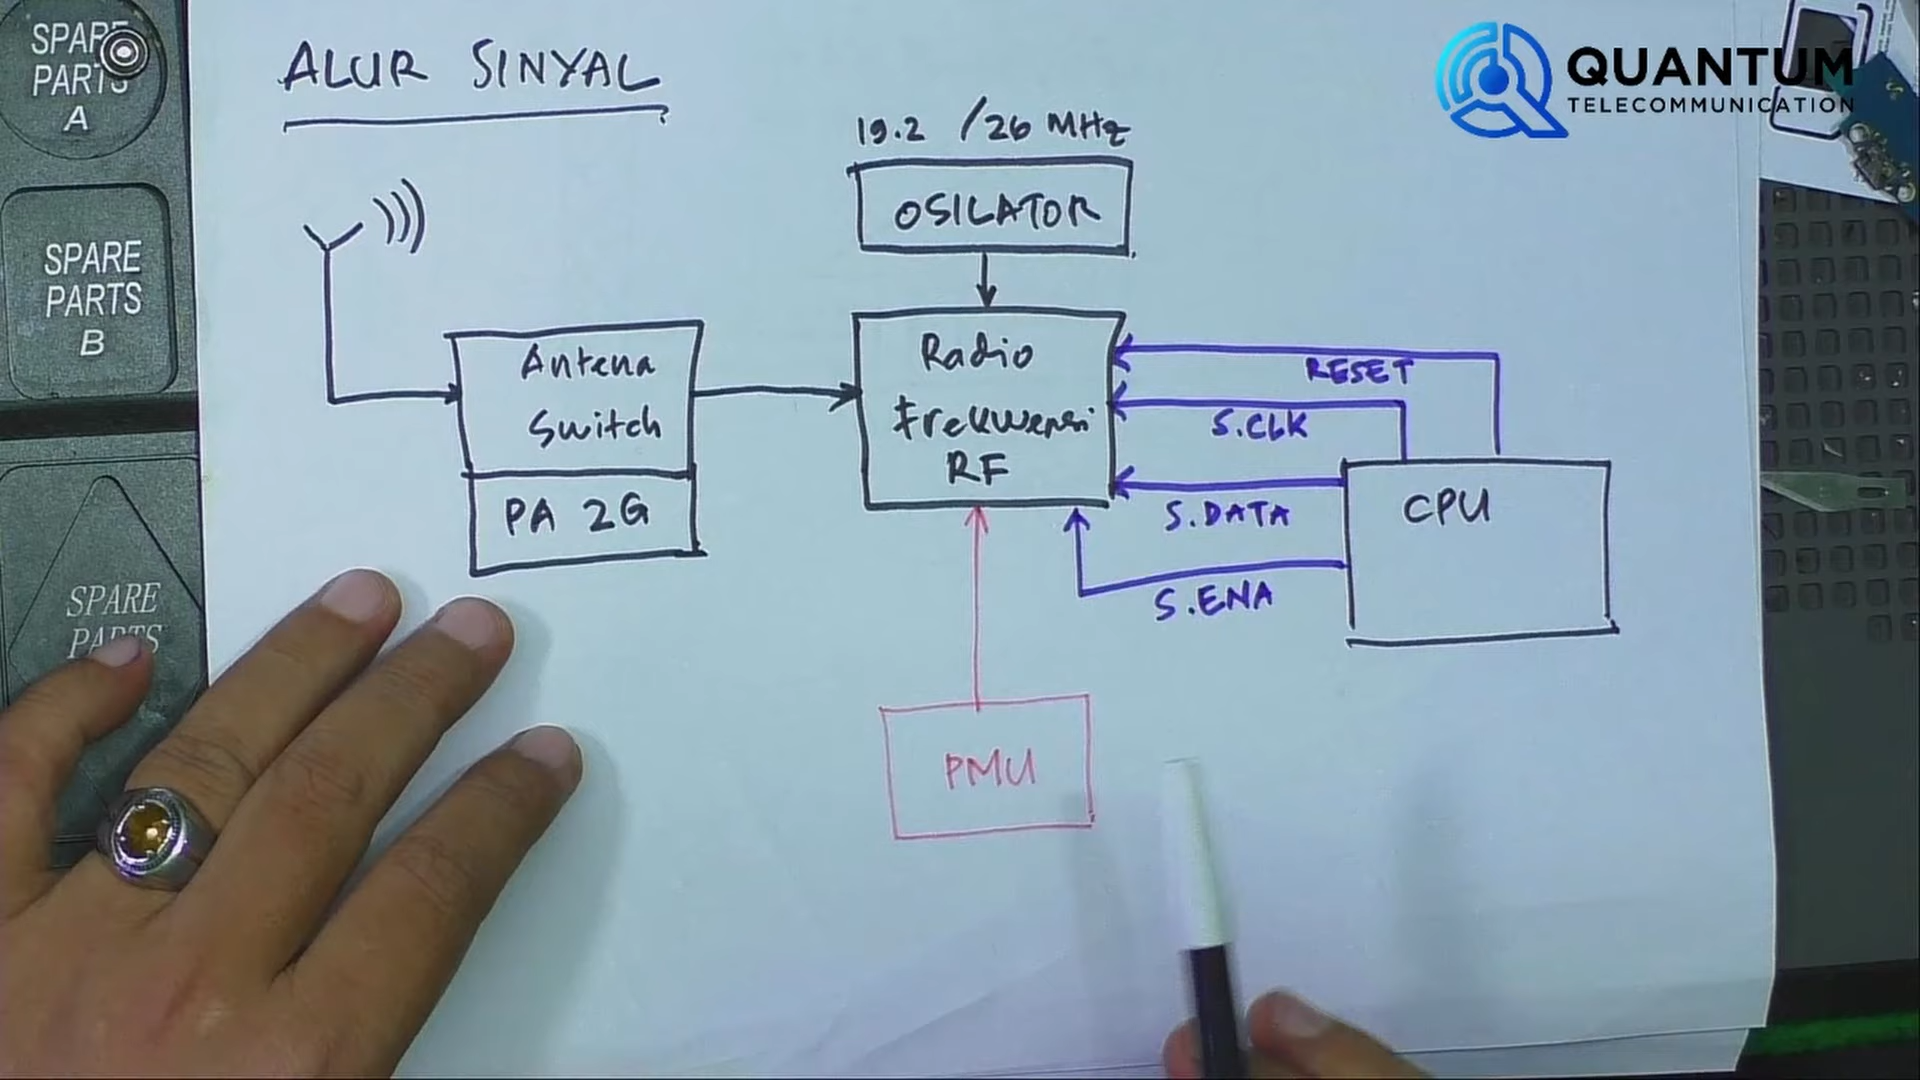 SPARE
PARTS
A
SPARE
PARTS
B
SPARE
PARTS
ALUR SINYAL
QUANTUM
TELECOMMUNICATION
19.2 /26 MHz
OSILATOR
Antena
Switch
PA 2G
Radio
Frekwensi
RF
RESET
S.CLK
S.DATA
S.ENA
CPU
PMU